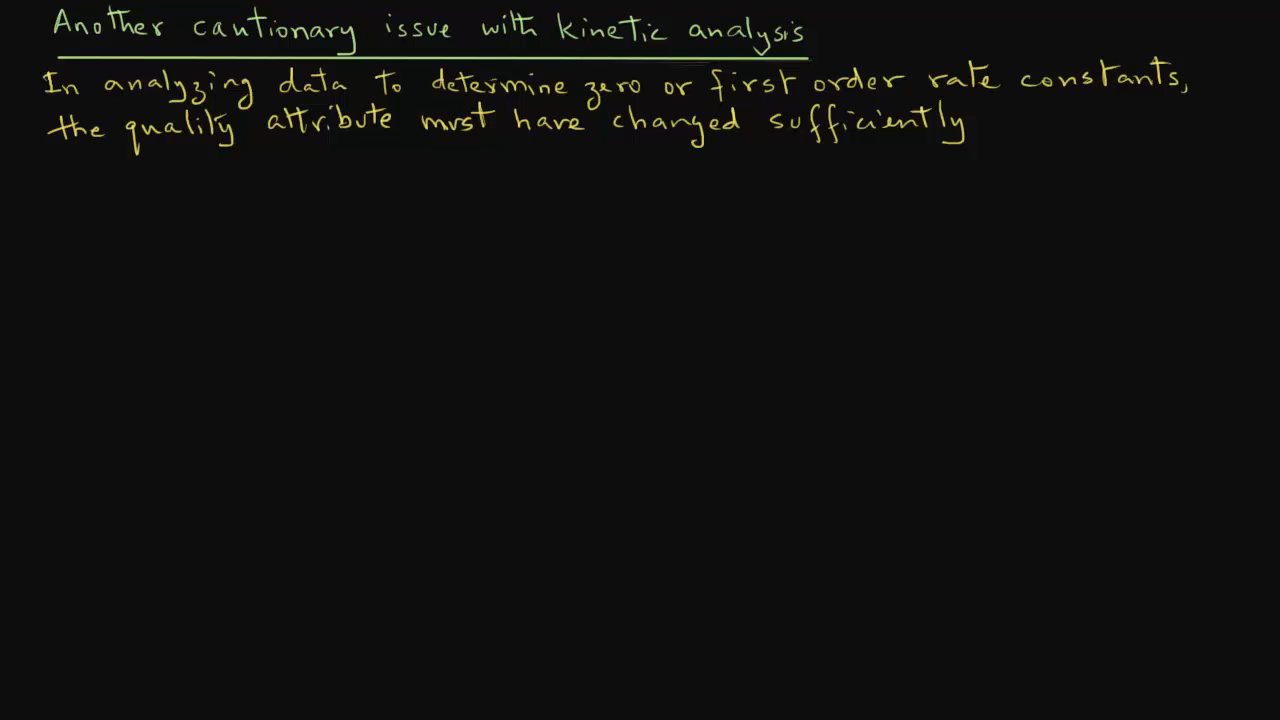 Another cautionary issue with kinetic analysis
In analyzing data to determine zero or first order rate constants,
the quality attribute must have changed sufficiently